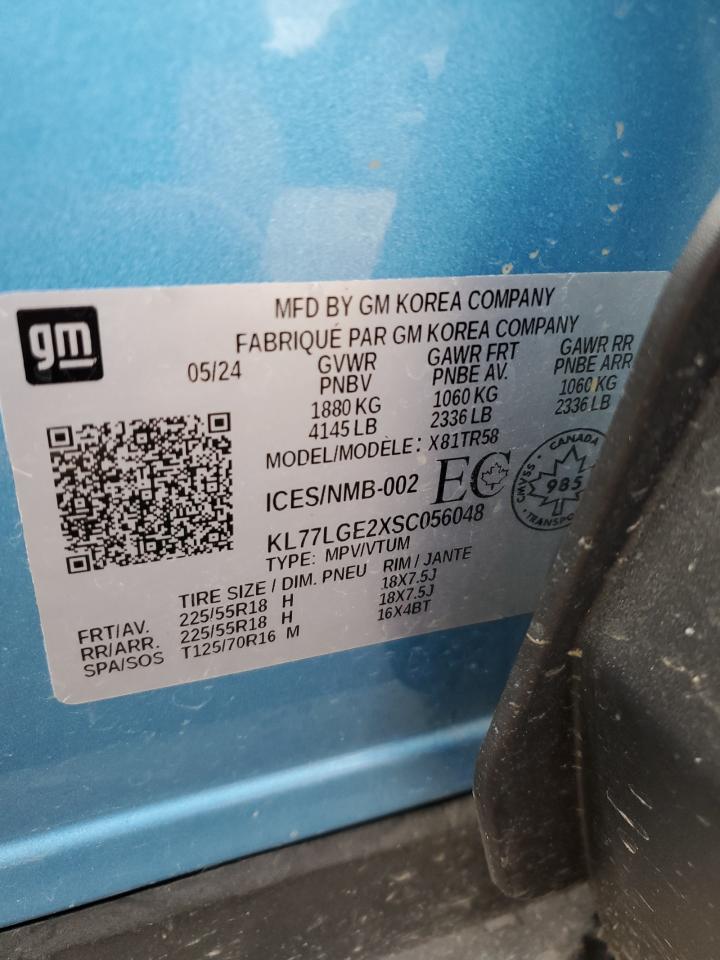 gm
MFD BY GM KOREA COMPANY
FABRIQUÉ PAR GM KOREA COMPANY
05/24 GVWR GAWR FRT GAWR RR
PNBV PNBE AV. PNBE ARR
1880 KG 1060 KG 1060 KG
4145 LB 2336 LB 2336 LB
MODEL/MODÈLE: X81TR58
ICES/NMB-002 EC
CANADA
CMVSS
985
TRANSPO
KL77LGE2XSC056048
TYPE: MPV/VTUM
TIRE SIZE / DIM. PNEU RIM / JANTE
FRT/AV. 225/55R18 H 18X7.5J
RR/ARR. 225/55R18 H 18X7.5J
SPA/SOS T125/70R16 M 16X4BT